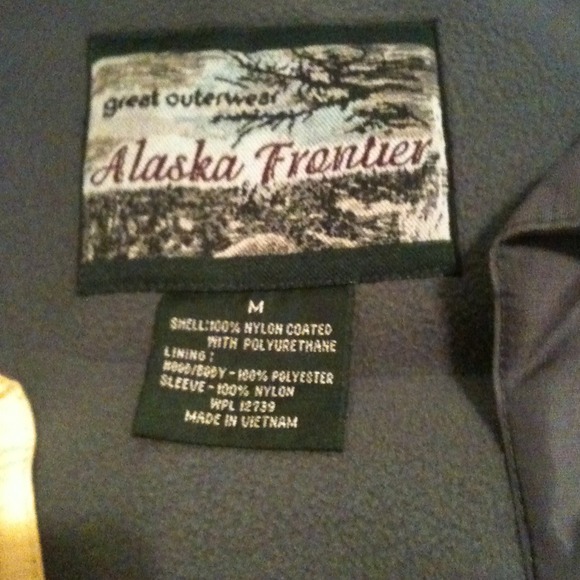 great outerwear
Alaska Frontier
M
SHELL:100% NYLON COATED
WITH POLYURETHANE
LINING:
HOOD/BODY-100% POLYESTER
SLEEVE-100% NYLON
WPL 12739
MADE IN VIETNAM